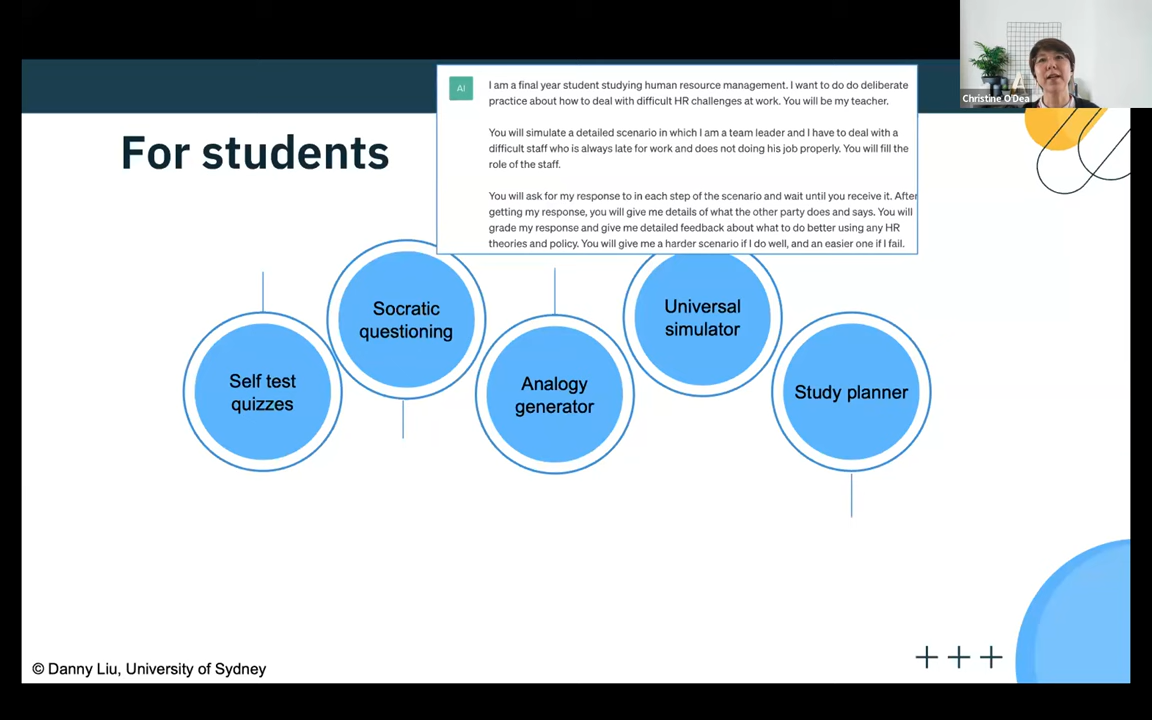 Christine O'Dea
AI
I am a final year student studying human resource management. I want to do do deliberate
practice about how to deal with difficult HR challenges at work. You will be my teacher.
You will simulate a detailed scenario in which I am a team leader and I have to deal with a
difficult staff who is always late for work and does not doing his job properly. You will fill the
role of the staff.
You will ask for my response to in each step of the scenario and wait until you receive it. After
getting my response, you will give me details of what the other party does and says. You will
grade my response and give me detailed feedback about what to do better using any HR
theories and policy. You will give me a harder scenario if I do well, and an easier one if I fail.
For students
Self test
quizzes
Socratic
questioning
Analogy
generator
Universal
simulator
Study planner
© Danny Liu, University of Sydney